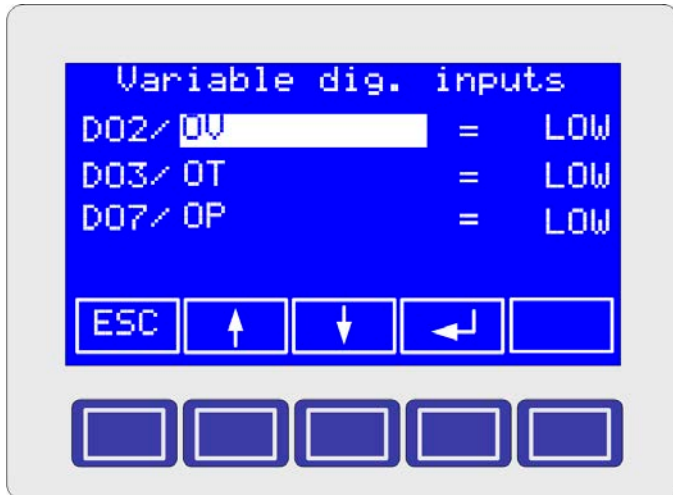 Variable dig. inputs
DO2/ OV = LOW
DO3/ OT = LOW
DO7/ OP = LOW
ESC